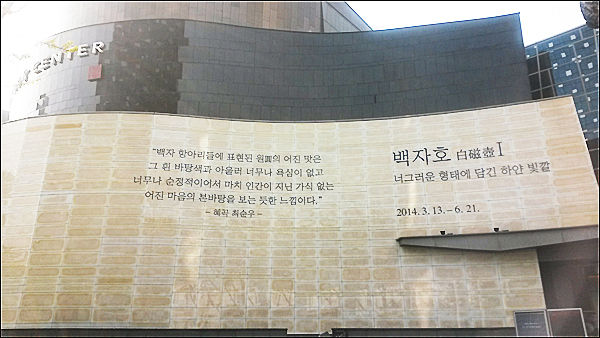 CENTER
"백자 항아리들에 표현된 원圓의 어진 맛은
그 흰 바탕색과 아울러 너무나 욕심이 없고
너무나 순정적이어서 마치 인간이 지닌 가식 없는
어진 마음의 본바탕을 보는 듯한 느낌이다."
- 혜곡 최순우 -
백자호 白磁壺 I
너그러운 형태에 담긴 하얀 빛깔
2014. 3. 13. – 6. 21.